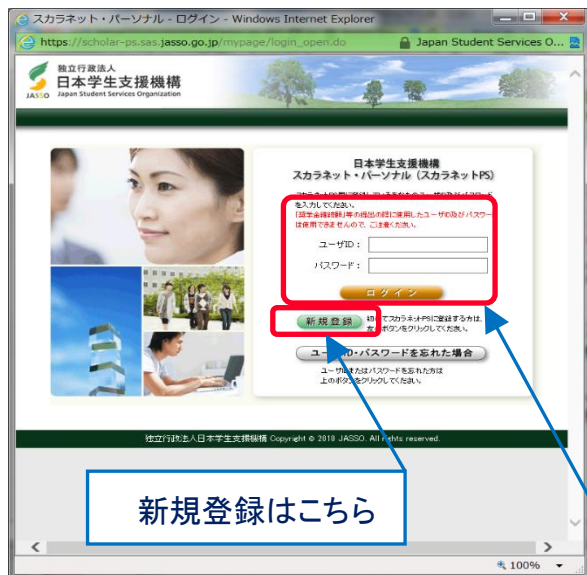 スカラネット・パーソナル - ログイン - Windows Internet Explorer
https://scholar-ps.sas.jasso.go.jp/mypage/login_open.do
Japan Student Services O...
独立行政法人
日本学生支援機構
JASSO Japan Student Services Organization
日本学生支援機構
スカラネット・パーソナル（スカラネットPS）
を入力してください。
「奨学金継続願」等の提出の際に使用したユーザID及びパスワード
は使用できませんので、ご注意ください。
ユーザID：
パスワード：
ログイン
新規登録
初めてスカラネットPSに登録する方は、
左のボタンをクリックしてください。
ユーザID・パスワードを忘れた場合
ユーザIDまたはパスワードを忘れた方は
上のボタンをクリックしてください。
独立行政法人日本学生支援機構 Copyright © 2010 JASSO. All rights reserved.
新規登録はこちら
100%